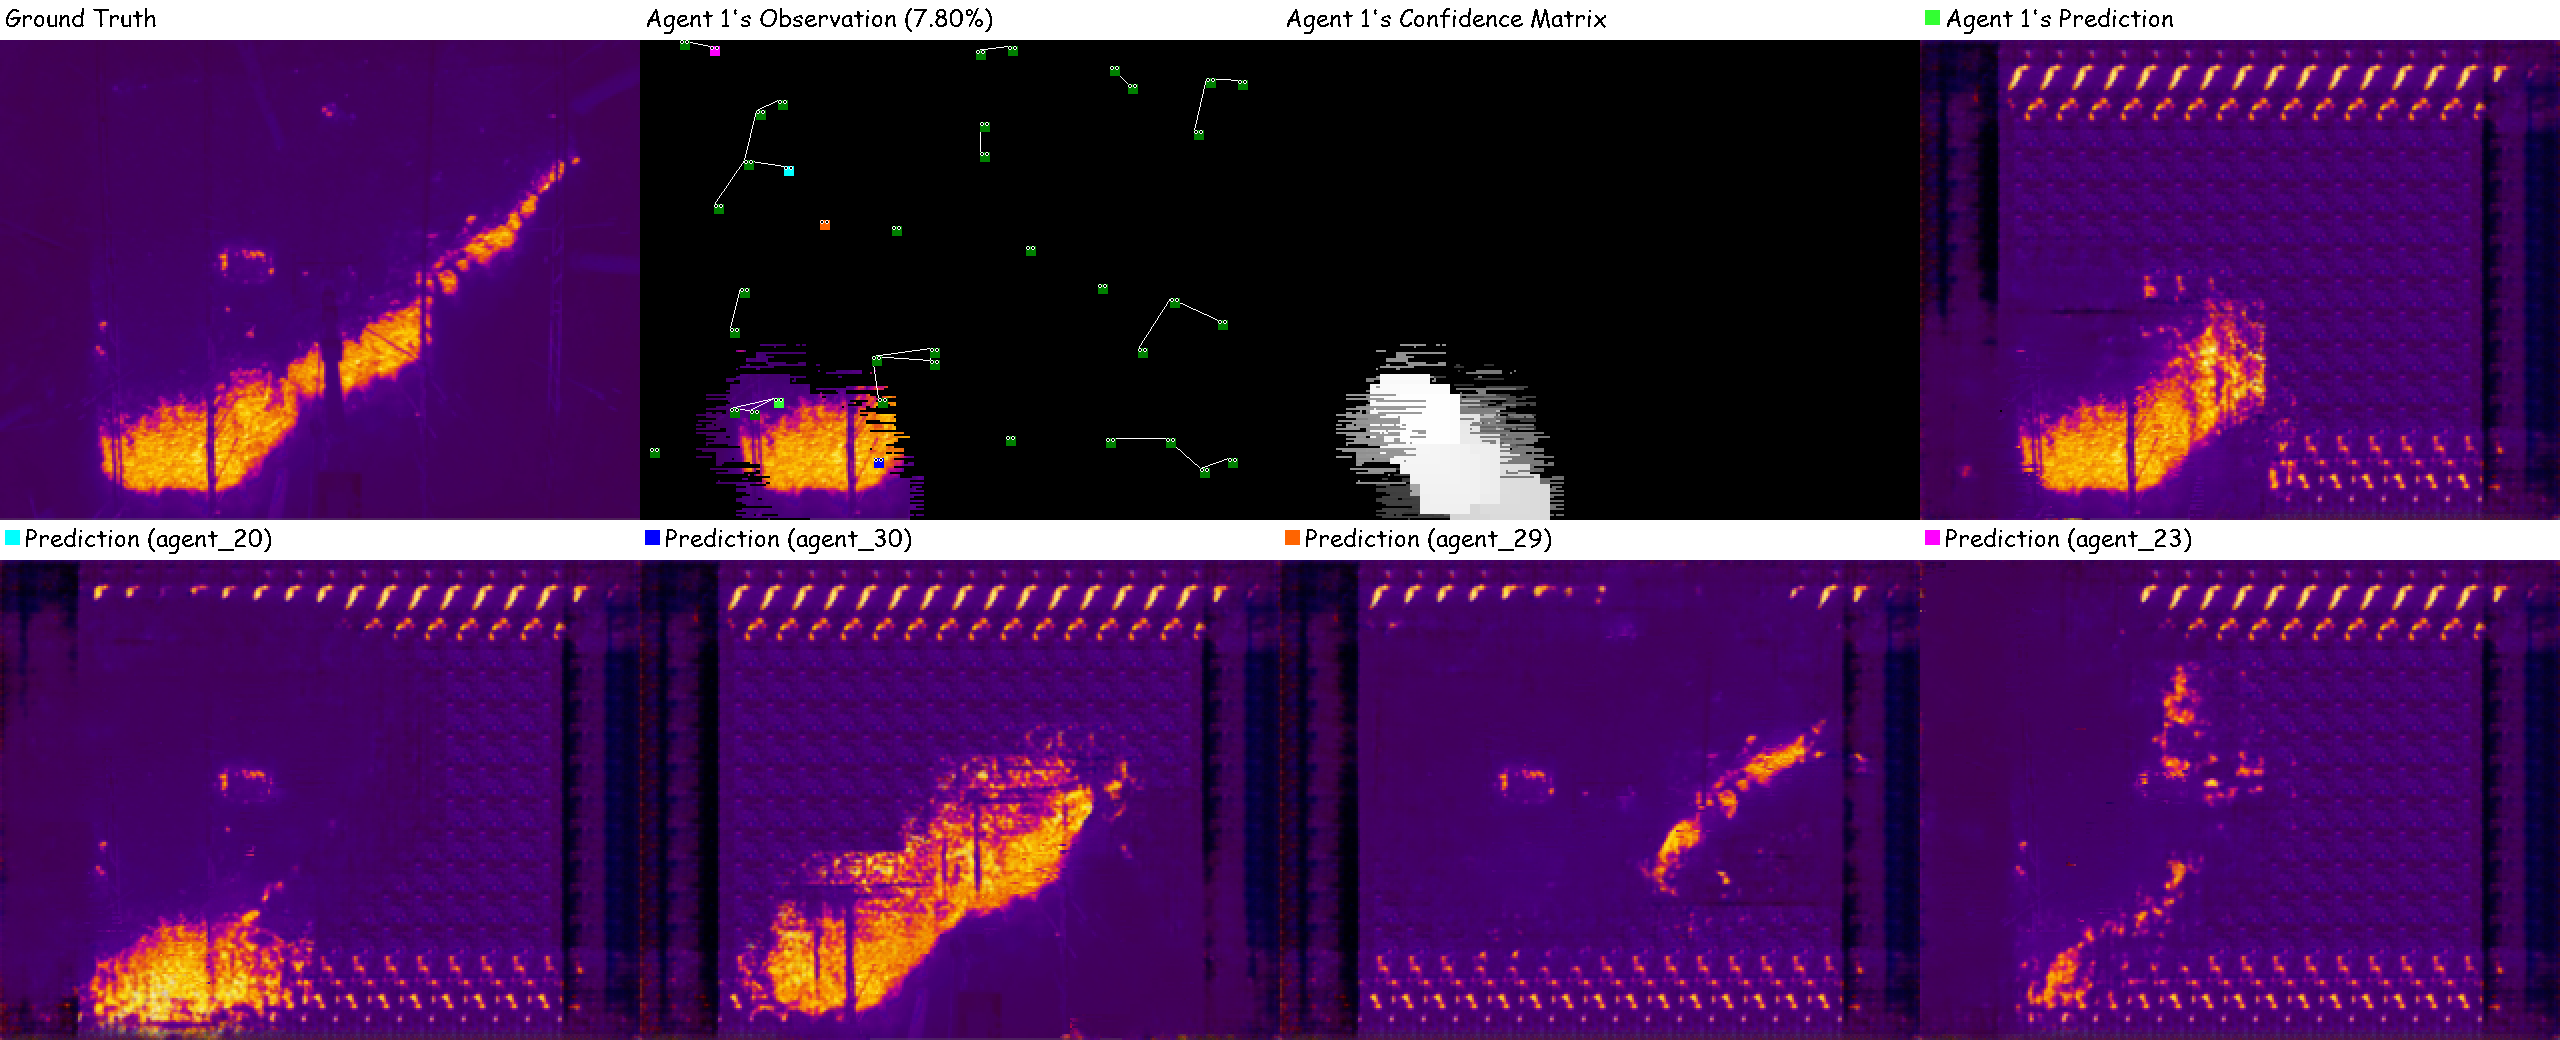 Ground Truth
Agent 1's Observation (7.80%)
Agent 1's Confidence Matrix
Agent 1's Prediction
Prediction (agent_20)
Prediction (agent_30)
Prediction (agent_29)
Prediction (agent_23)